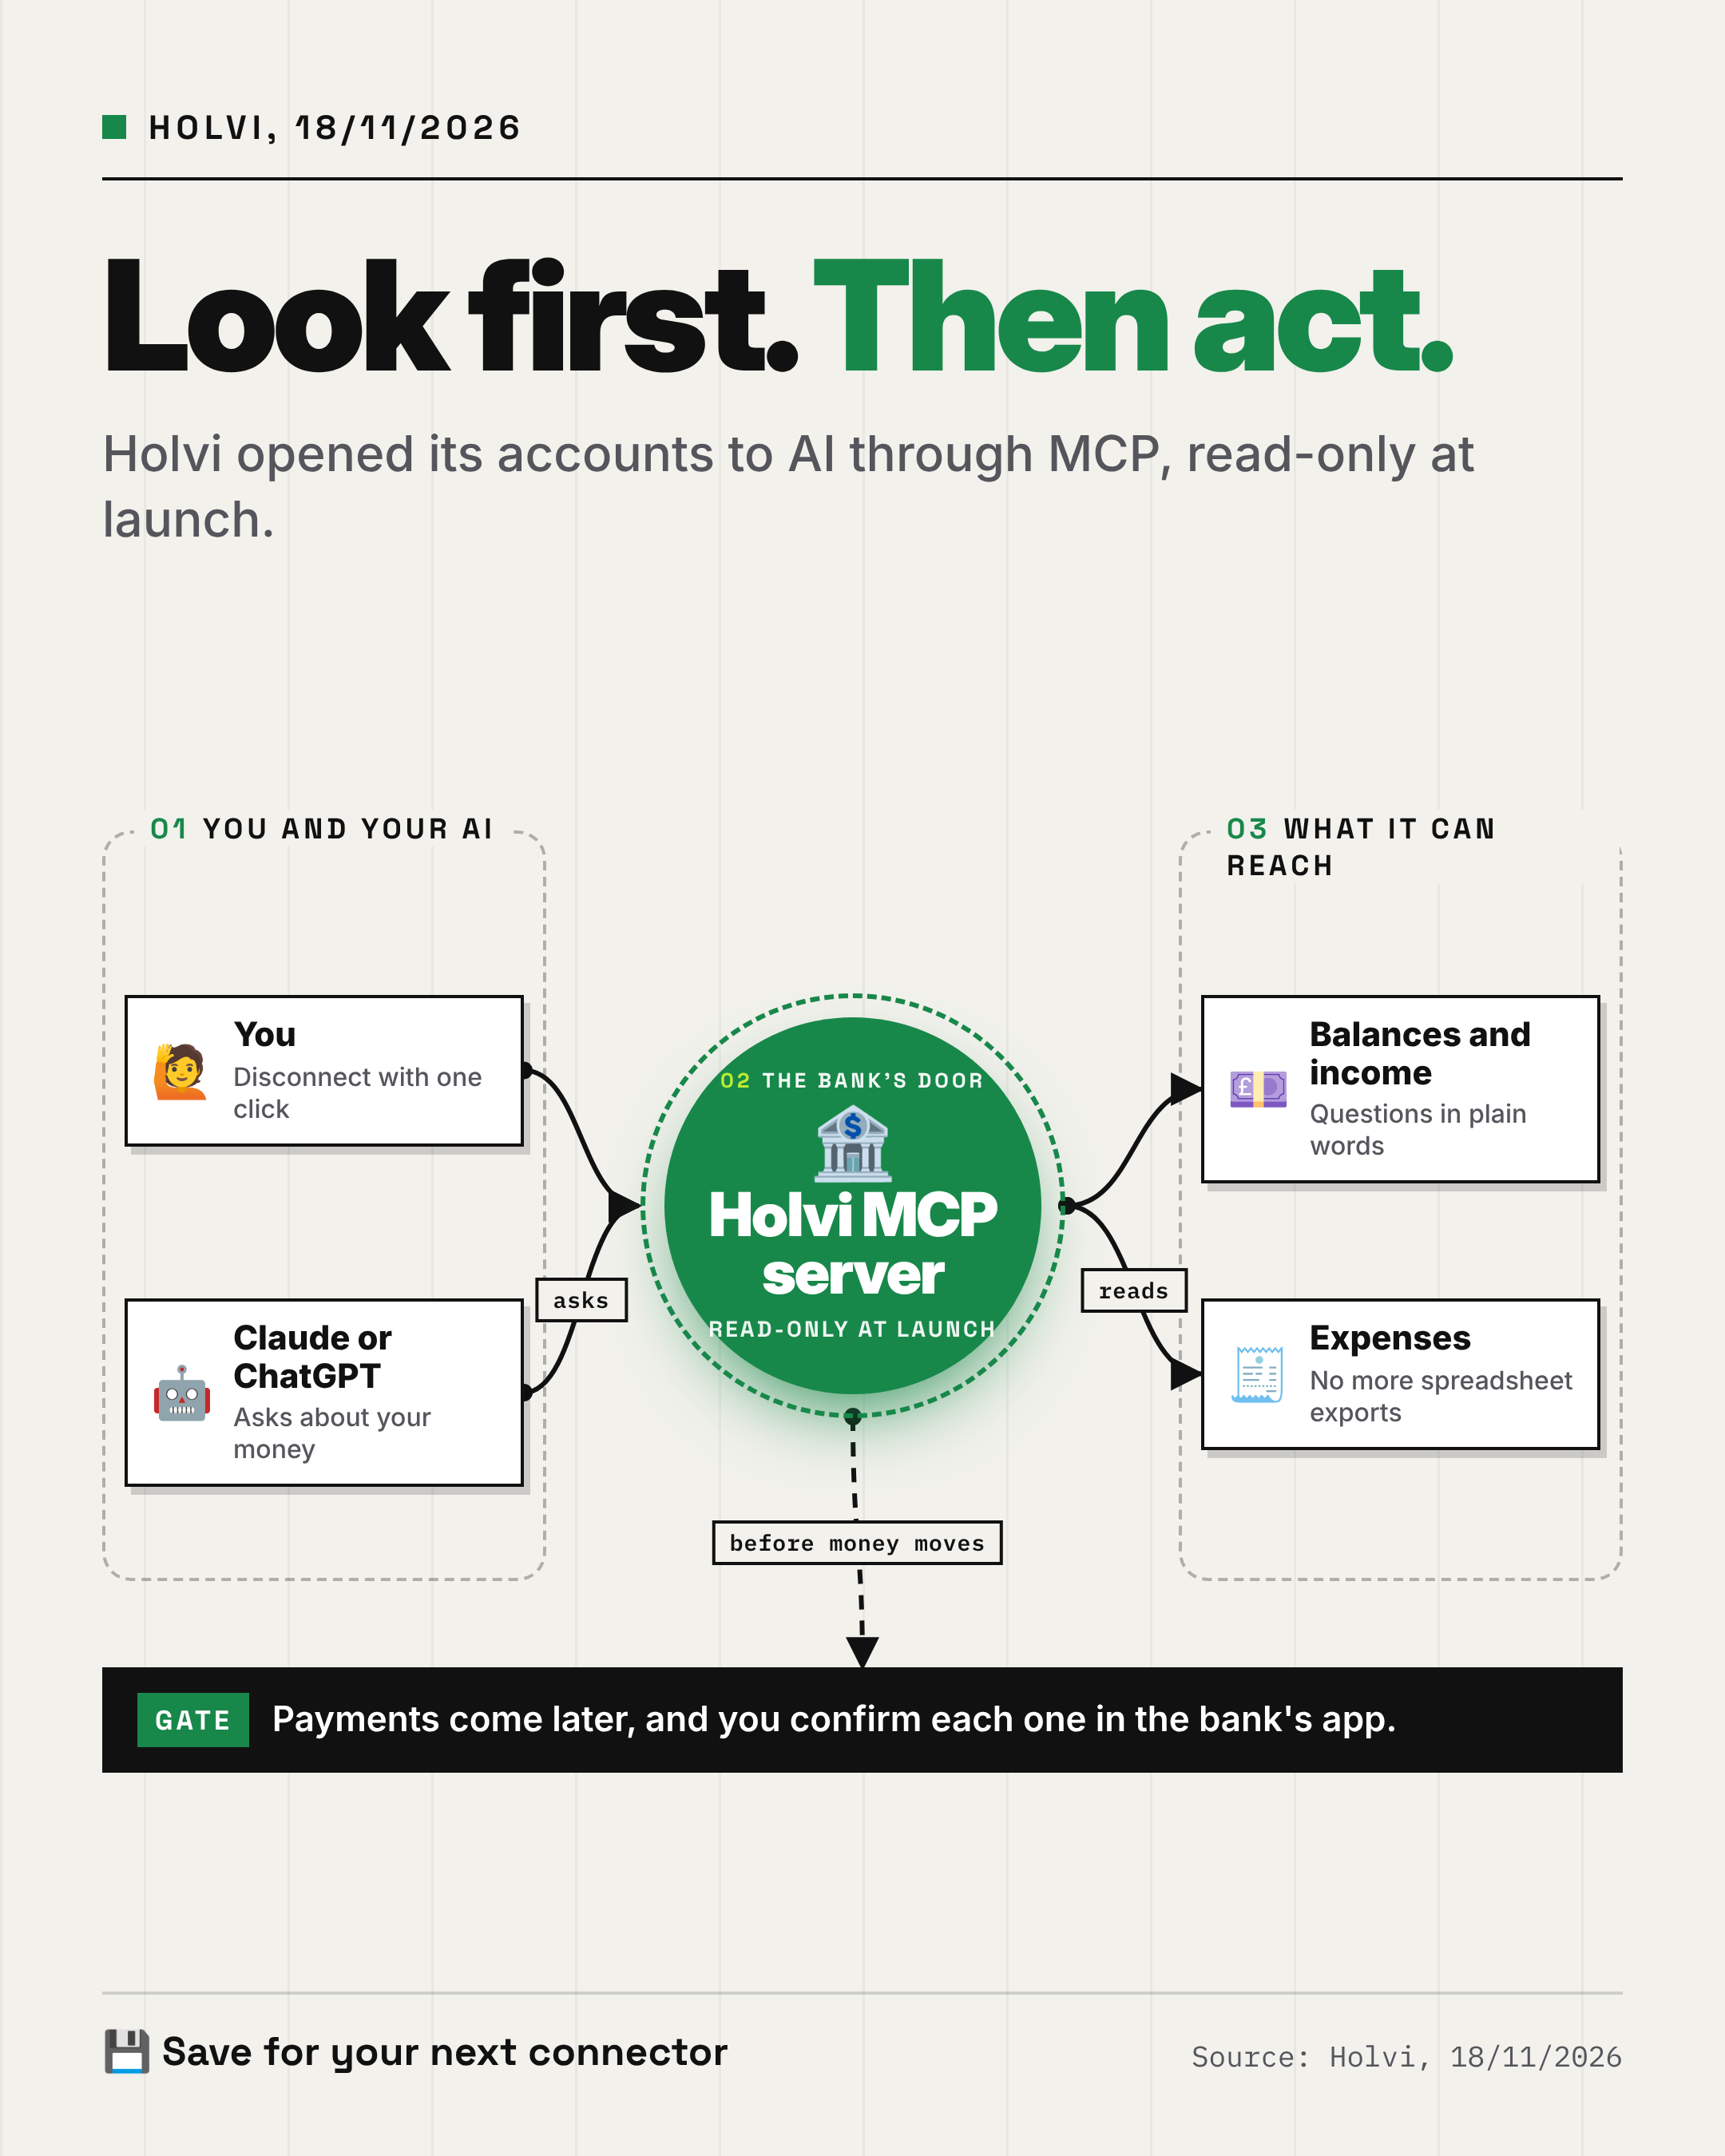 HOLVI, 18/11/2026
Look first. Then act.
Holvi opened its accounts to AI through MCP, read-only at
launch.
01 YOU AND YOUR AI
You
Disconnect with one
click
Claude or
ChatGPT
Asks about your
money
asks
02 THE BANK'S DOOR
Holvi MCP
server
READ-ONLY AT LAUNCH
reads
before money moves
03 WHAT IT CAN
REACH
Balances and
income
Questions in plain
words
Expenses
No more spreadsheet
exports
GATE Payments come later, and you confirm each one in the bank's app.
💾 Save for your next connector
Source: Holvi, 18/11/2026